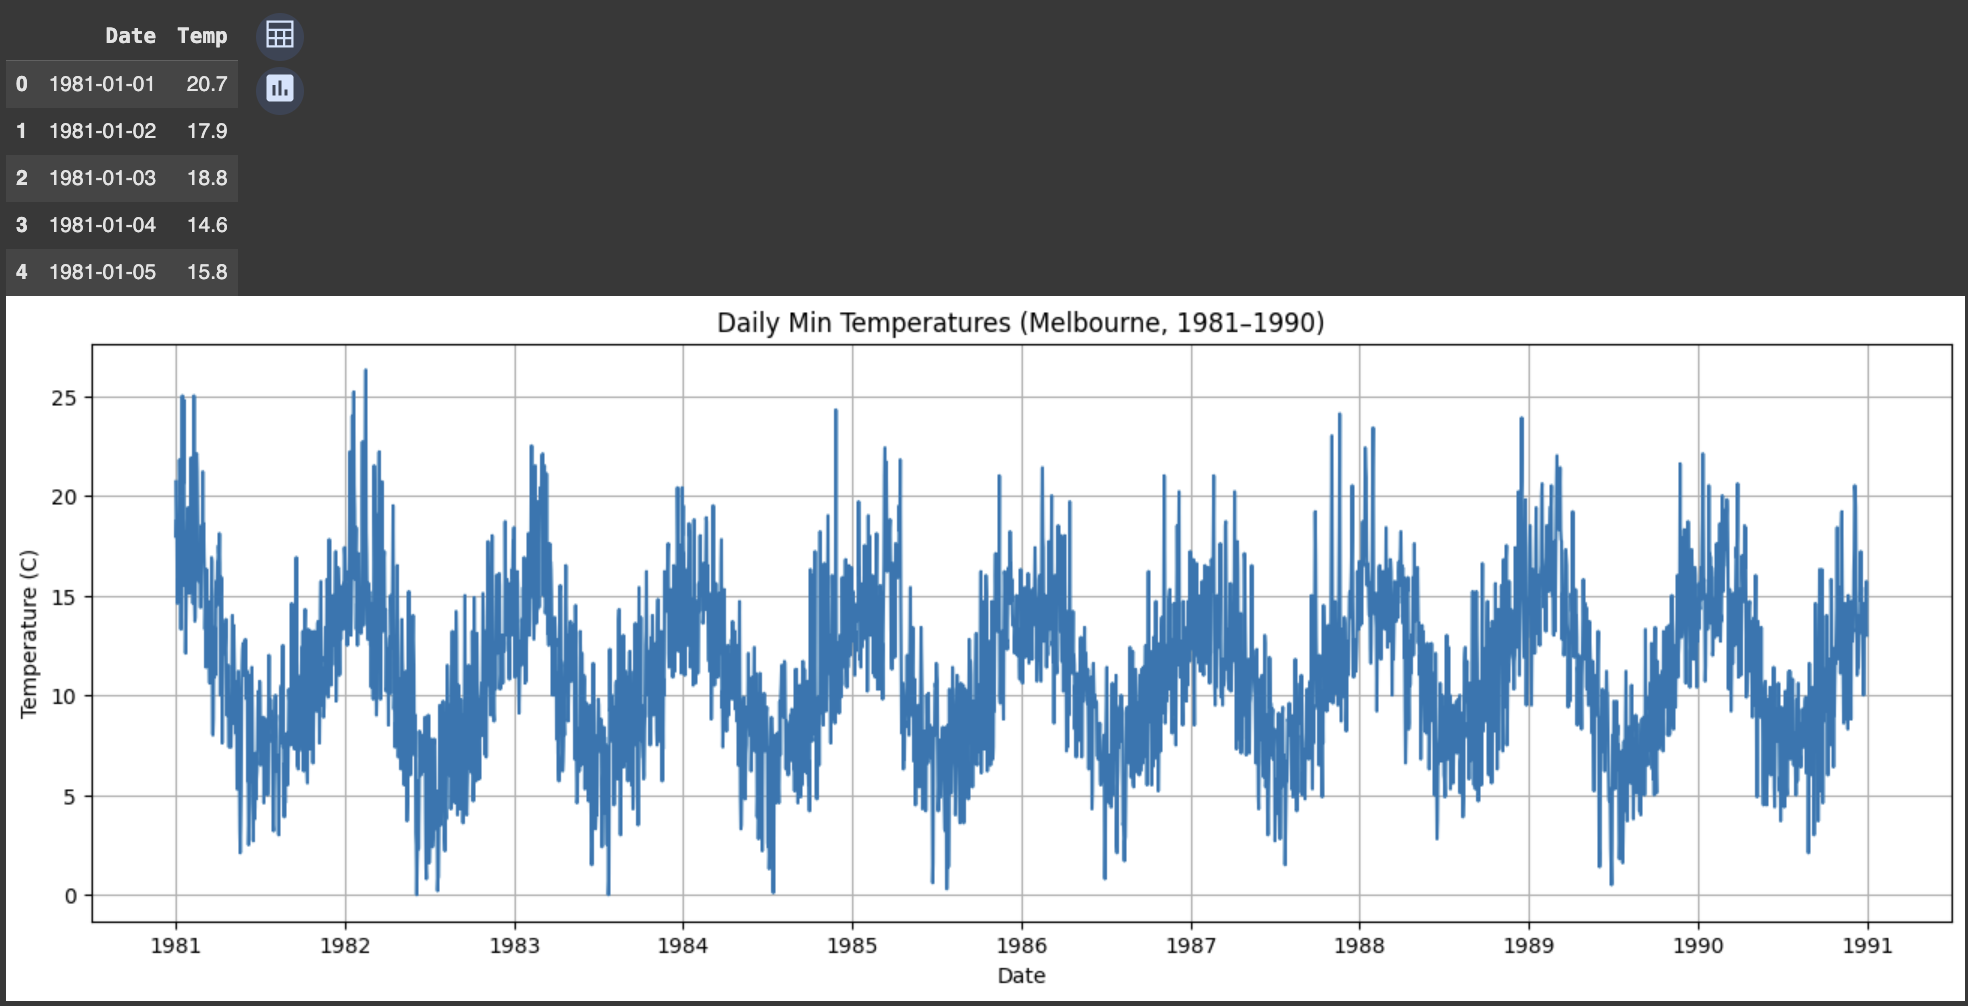 Date Temp
0 1981-01-01 20.7
1 1981-01-02 17.9
2 1981-01-03 18.8
3 1981-01-04 14.6
4 1981-01-05 15.8
Daily Min Temperatures (Melbourne, 1981–1990)
25
20
15
10
5
0
Temperature (C)
1981 1982 1983 1984 1985 1986 1987 1988 1989 1990 1991
Date